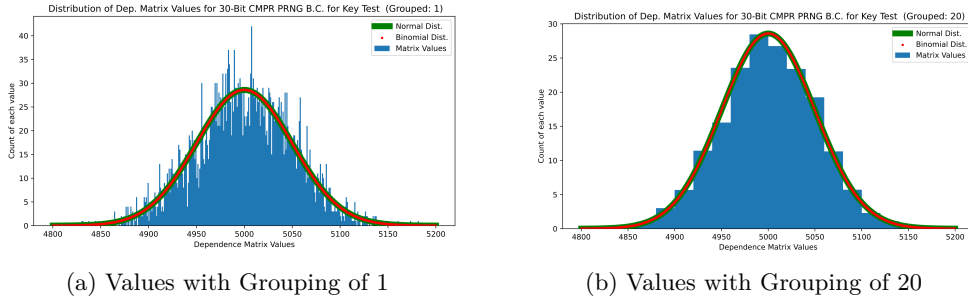 Distribution of Dep. Matrix Values for 30-Bit CMPR PRNG B.C. for Key Test (Grouped: 1)
Normal Dist.
Binomial Dist.
Matrix Values
Count of each value
40
35
30
25
20
15
10
5
0
4800 4850 4900 4950 5000 5050 5100 5150 5200
Dependence Matrix Values
(a) Values with Grouping of 1
Distribution of Dep. Matrix Values for 30-Bit CMPR PRNG B.C. for Key Test (Grouped: 20)
Normal Dist.
Binomial Dist.
Matrix Values
Count of each value
30
25
20
15
10
5
0
4800 4850 4900 4950 5000 5050 5100 5150 5200
Dependence Matrix Values
(b) Values with Grouping of 20